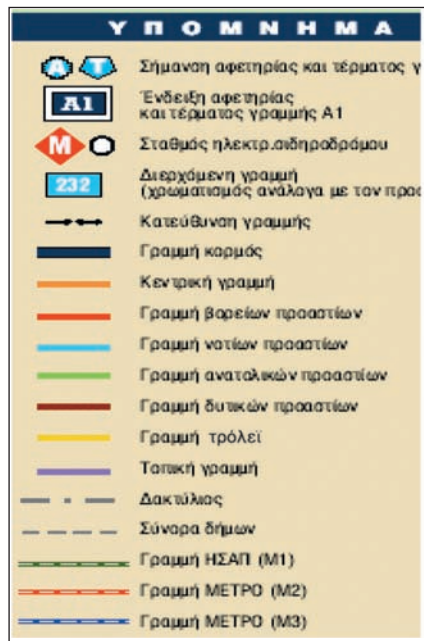 ΥΠΟΜΝΗΜΑ
A T Σήμανση αφετηρίας και τέρματος γ
A1 Ένδειξη αφετηρίας
και τέρματος γραμμής Α1
M Σταθμός ηλεκτρ.σιδηροδρόμου
232 Διερχόμενη γραμμή
(χρωματισμός ανάλογα με τον προα
Κατεύθυνση γραμμής
Γραμμή κορμός
Κεντρική γραμμή
Γραμμή βορείων προαστίων
Γραμμή νοτίων προαστίων
Γραμμή ανατολικών προαστίων
Γραμμή δυτικών προαστίων
Γραμμή τρόλεϊ
Τοπική γραμμή
Δακτύλιος
Σύνορα δήμων
Γραμμή ΗΣΑΠ (Μ1)
Γραμμή ΜΕΤΡΟ (Μ2)
Γραμμή ΜΕΤΡΟ (Μ3)